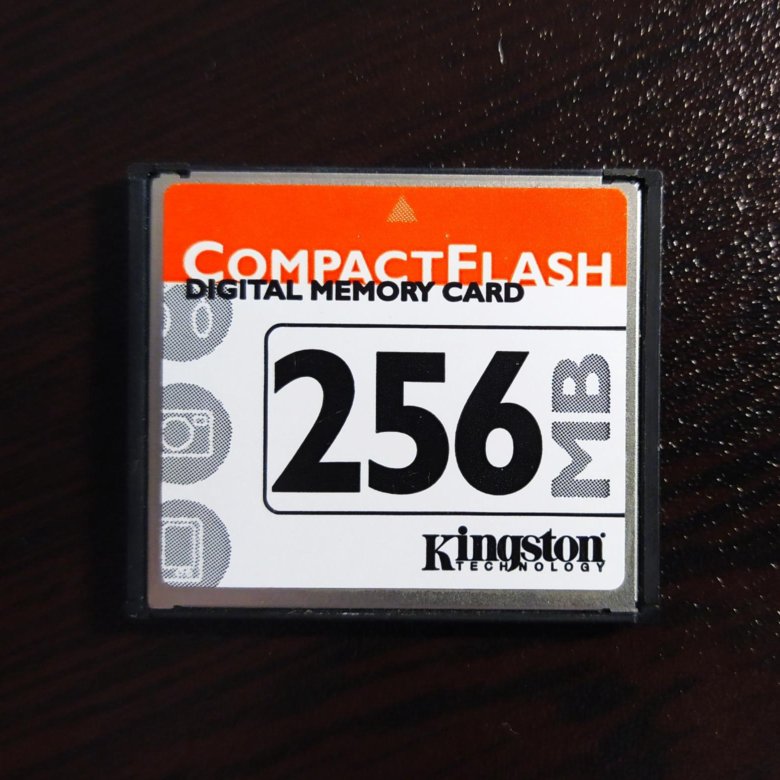 COMPACTFLASH
DIGITAL MEMORY CARD
256 MB
Kingston
TECHNOLOGY